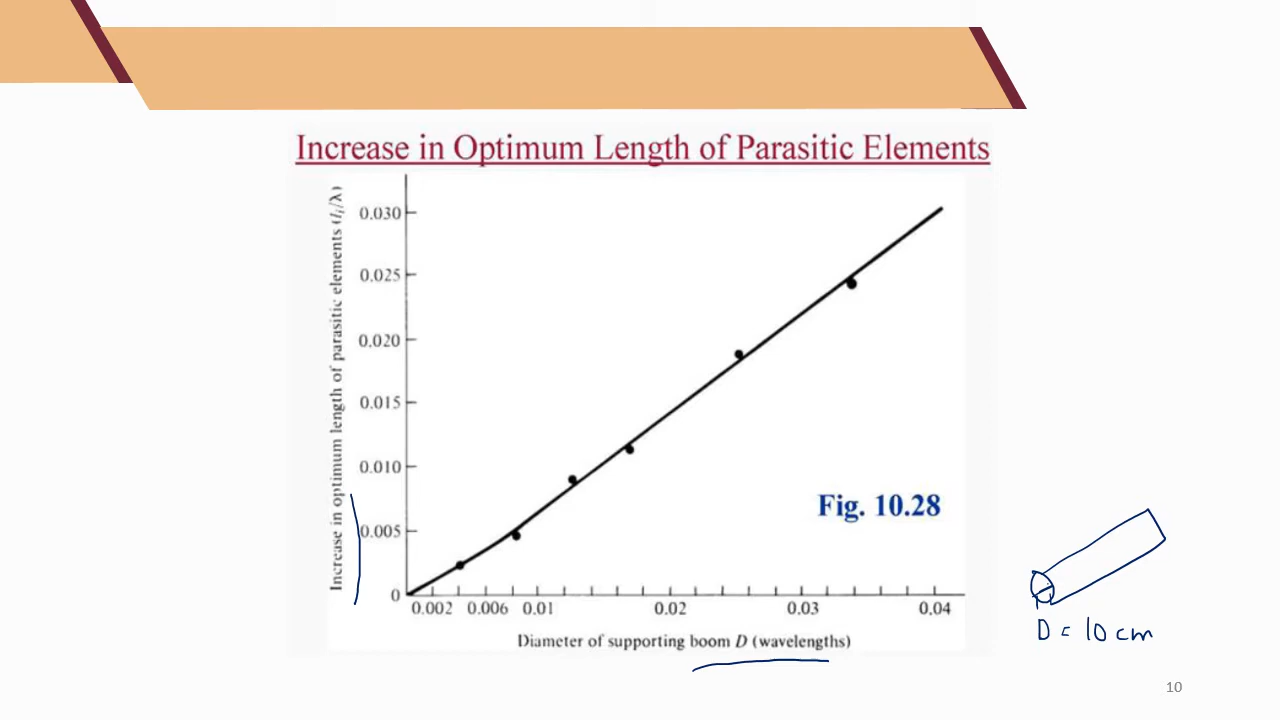 Increase in Optimum Length of Parasitic Elements
Increase in optimum length of parasitic elements (lᵢ/λ)
0.030
0.025
0.020
0.015
0.010
0.005
0
0.002 0.006 0.01 0.02 0.03 0.04
Diameter of supporting boom D (wavelengths)
Fig. 10.28
D = 10 cm
10